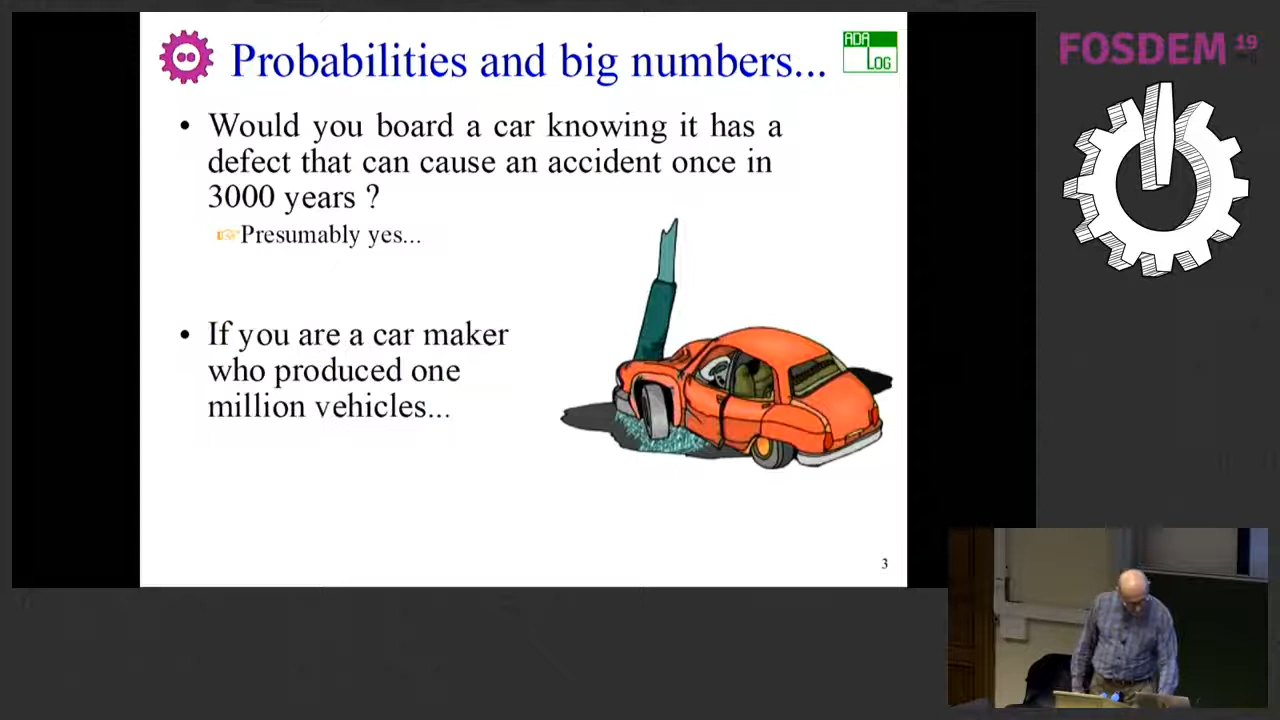 Probabilities and big numbers...
ADA
LOG
FOSDEM 19
• Would you board a car knowing it has a
defect that can cause an accident once in
3000 years ?
☞Presumably yes...
• If you are a car maker
who produced one
million vehicles...
3